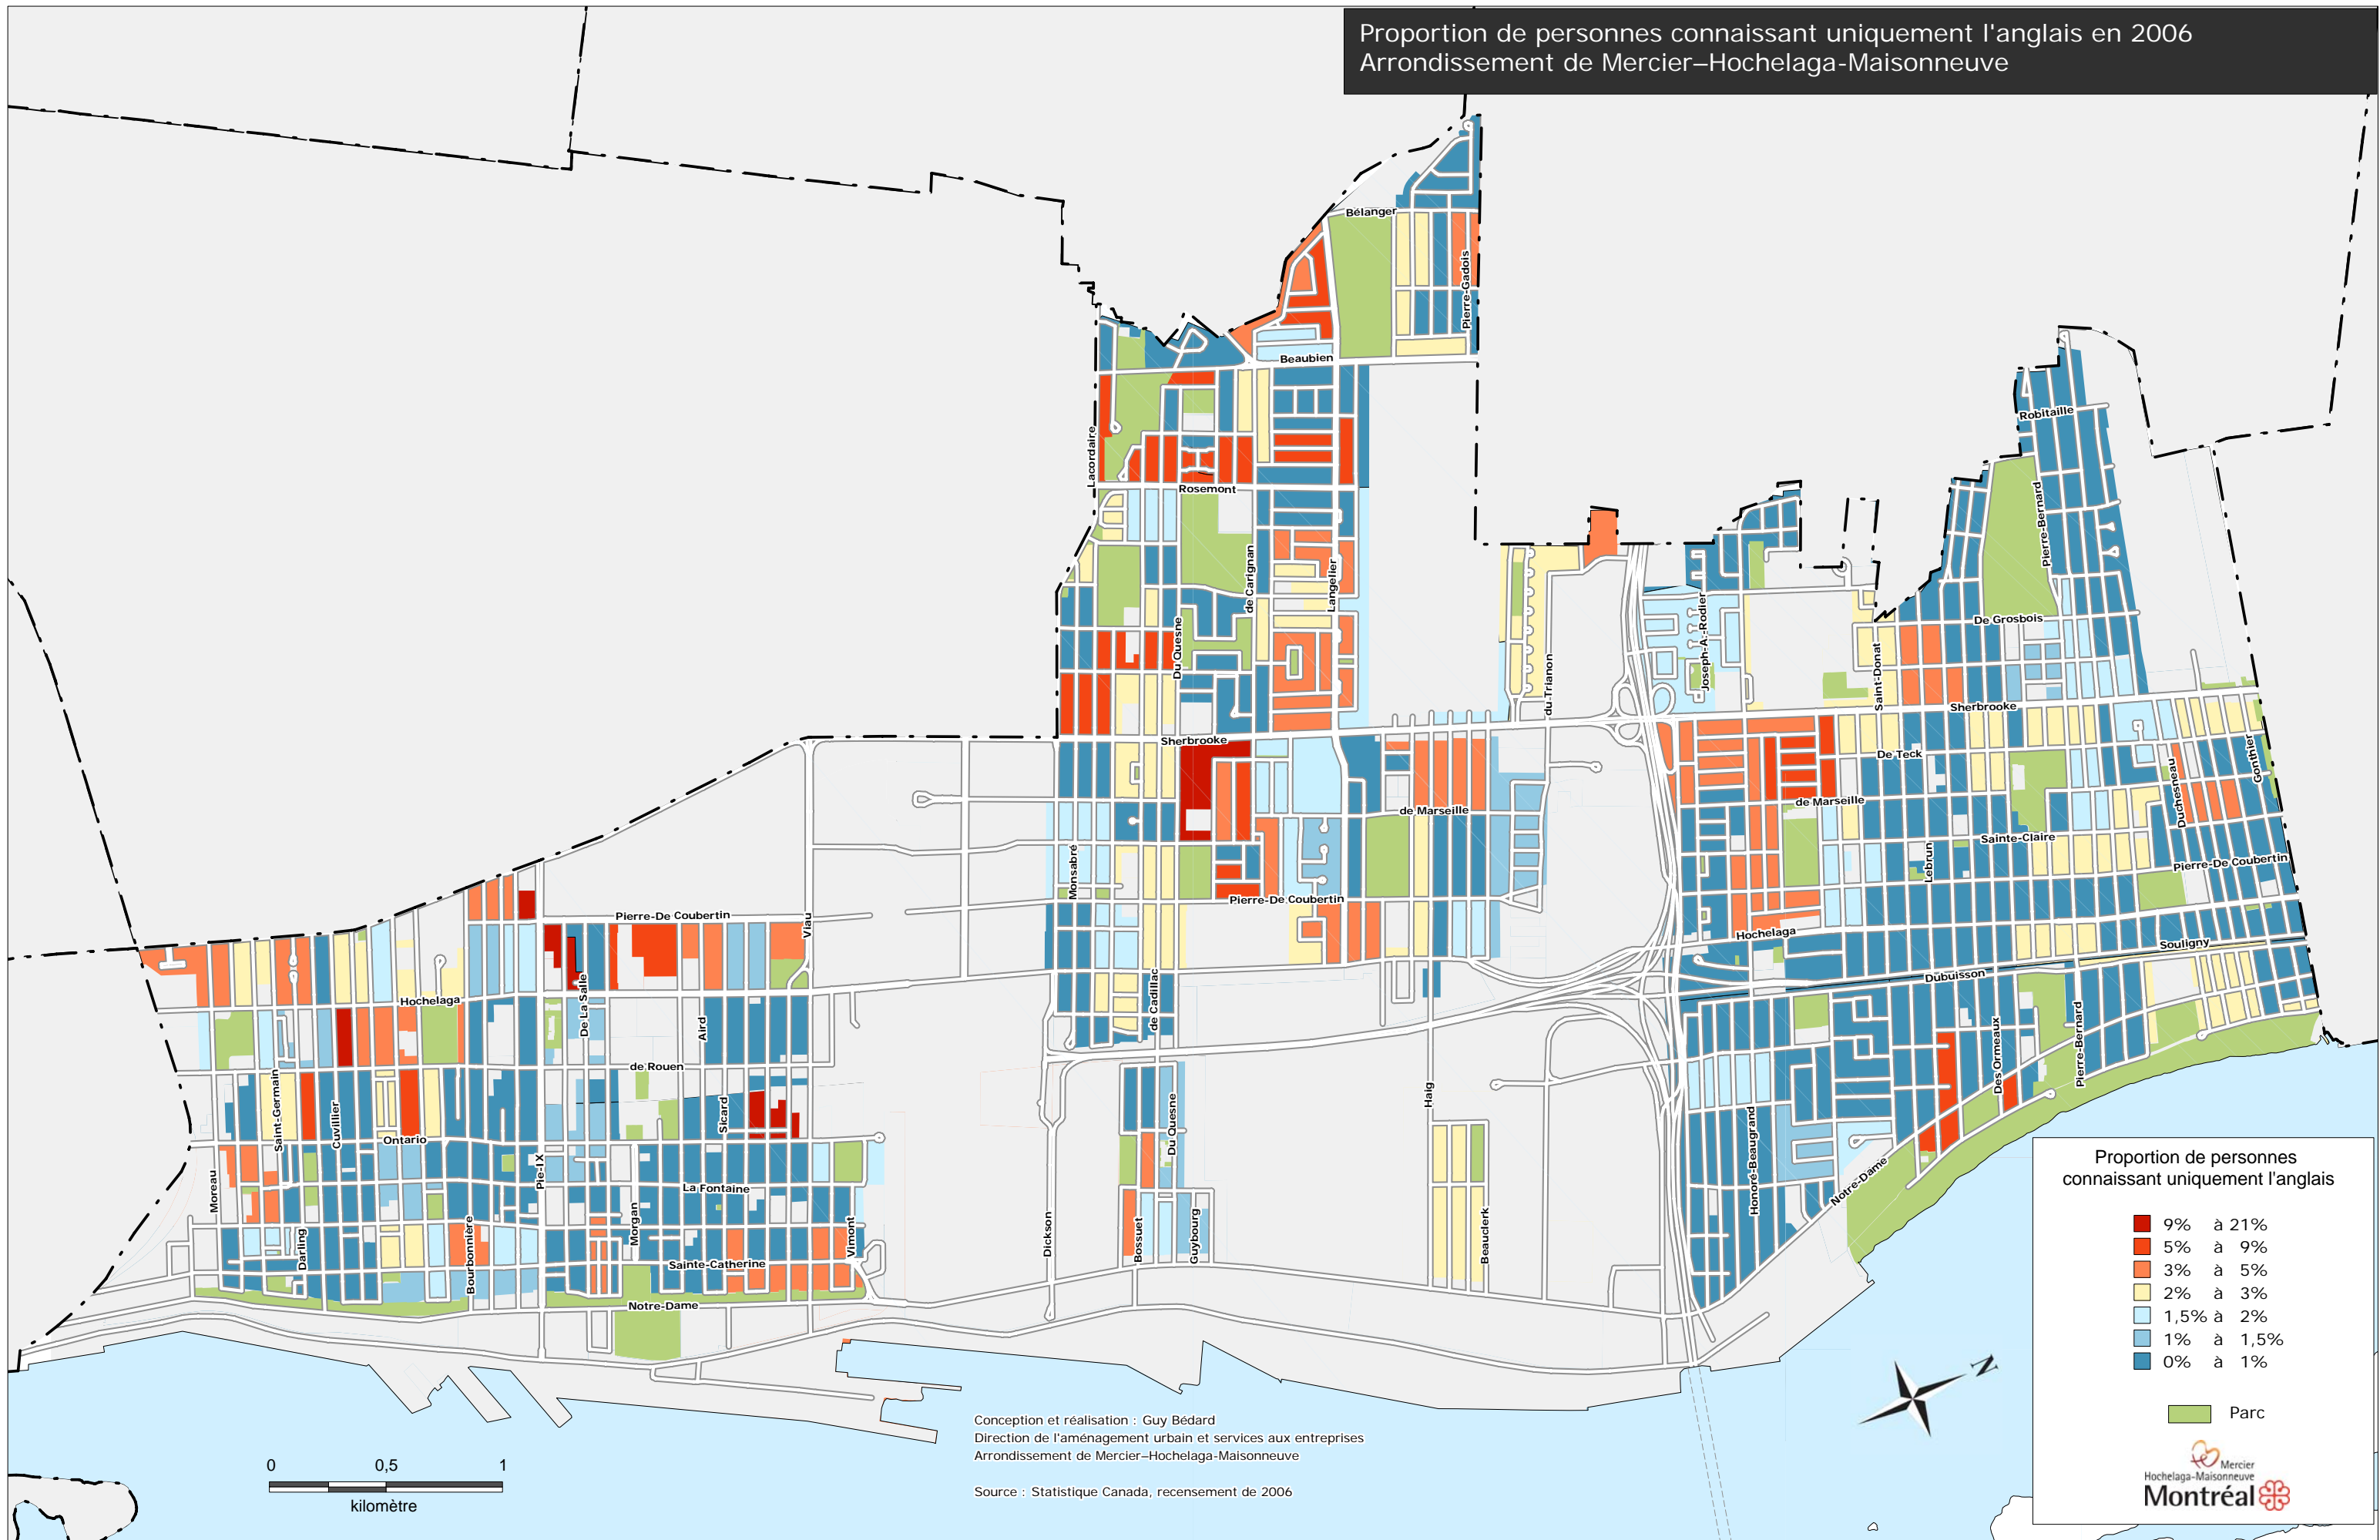 Proportion de personnes connaissant uniquement l'anglais en 2006
Arrondissement de Mercier–Hochelaga-Maisonneuve
Bélanger
Pierre-Gadois
Beaubien
Lacordaire
Rosemont
de Carignan
Langelier
Du Quesne
Sherbrooke
du Trianon
Joseph-A.-Rodier
Saint-Donat
Robitaille
Pierre-Bernard
De Grosbois
Sherbrooke
De Teck
Gonthier
Duchesneau
de Marseille
de Marseille
Sainte-Claire
Lebrun
Pierre-De Coubertin
Monsabré
Pierre-De Coubertin
Pierre-De Coubertin
Viau
Hochelaga
Souligny
Dubuisson
Hochelaga
De La Salle
de Cadillac
Aird
de Rouen
Saint-Germain
Cuvillier
Ontario
Sicard
Moreau
Pie-IX
La Fontaine
Morgan
Darling
Bourbonnière
Sainte-Catherine
Vimont
Notre-Dame
Dickson
Du Quesne
Bossuet
Guybourg
Haig
Beauclerk
Honoré-Beaugrand
Des Ormeaux
Pierre-Bernard
Notre-Dame
Proportion de personnes
connaissant uniquement l'anglais
9% à 21%
5% à 9%
3% à 5%
2% à 3%
1,5% à 2%
1% à 1,5%
0% à 1%
Parc
Mercier
Hochelaga-Maisonneuve
Montréal
N
0 0,5 1
kilomètre
Conception et réalisation : Guy Bédard
Direction de l'aménagement urbain et services aux entreprises
Arrondissement de Mercier–Hochelaga-Maisonneuve
Source : Statistique Canada, recensement de 2006